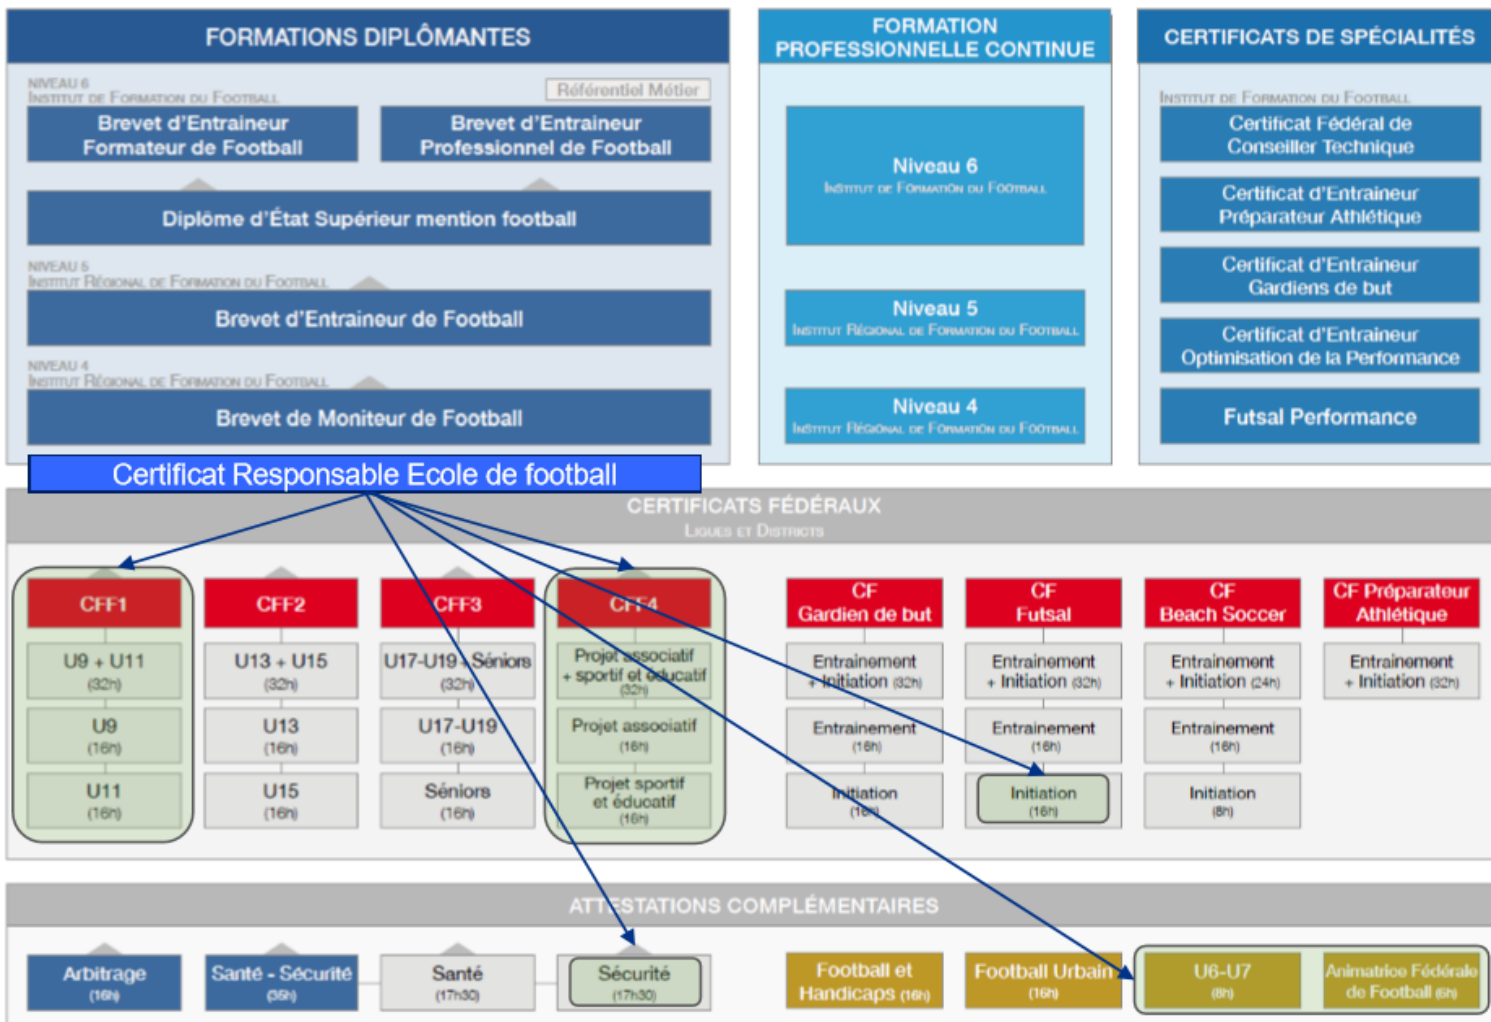 FORMATIONS DIPLÔMANTES
NIVEAU 6
INSTITUT DE FORMATION DU FOOTBALL
Référentiel Métier
Brevet d'Entraineur
Formateur de Football
Brevet d'Entraineur
Professionnel de Football
Diplôme d'État Supérieur mention football
NIVEAU 5
INSTITUT RÉGIONAL DE FORMATION DU FOOTBALL
Brevet d'Entraineur de Football
NIVEAU 4
INSTITUT RÉGIONAL DE FORMATION DU FOOTBALL
Brevet de Moniteur de Football
FORMATION
PROFESSIONNELLE CONTINUE
Niveau 6
INSTITUT DE FORMATION DU FOOTBALL
Niveau 5
INSTITUT RÉGIONAL DE FORMATION DU FOOTBALL
Niveau 4
INSTITUT RÉGIONAL DE FORMATION DU FOOTBALL
CERTIFICATS DE SPÉCIALITÉS
INSTITUT DE FORMATION DU FOOTBALL
Certificat Fédéral de
Conseiller Technique
Certificat d'Entraineur
Préparateur Athlétique
Certificat d'Entraineur
Gardiens de but
Certificat d'Entraineur
Optimisation de la Performance
Futsal Performance
Certificat Responsable Ecole de football
CERTIFICATS FÉDÉRAUX
LIGUES ET DISTRICTS
CFF1
U9 + U11
(32h)
U9
(16h)
U11
(16h)
CFF2
U13 + U15
(32h)
U13
(16h)
U15
(16h)
CFF3
U17-U19 + Séniors
(32h)
U17-U19
(16h)
Séniors
(16h)
CFF4
Projet associatif
+ sportif et éducatif
(32h)
Projet associatif
(16h)
Projet sportif
et éducatif
(16h)
CF
Gardien de but
Entrainement
+ Initiation (32h)
Entrainement
(16h)
Initiation
(16h)
CF
Futsal
Entrainement
+ Initiation (32h)
Entrainement
(16h)
Initiation
(16h)
CF
Beach Soccer
Entrainement
+ Initiation (24h)
Entrainement
(16h)
Initiation
(8h)
CF Préparateur
Athlétique
Entrainement
+ Initiation (32h)
ATTESTATIONS COMPLÉMENTAIRES
Arbitrage
(16h)
Santé - Sécurité
(35h)
Santé
(17h30)
Sécurité
(17h30)
Football et
Handicaps (16h)
Football Urbain
(16h)
U6-U7
(8h)
Animatrice Fédérale
de Football (6h)